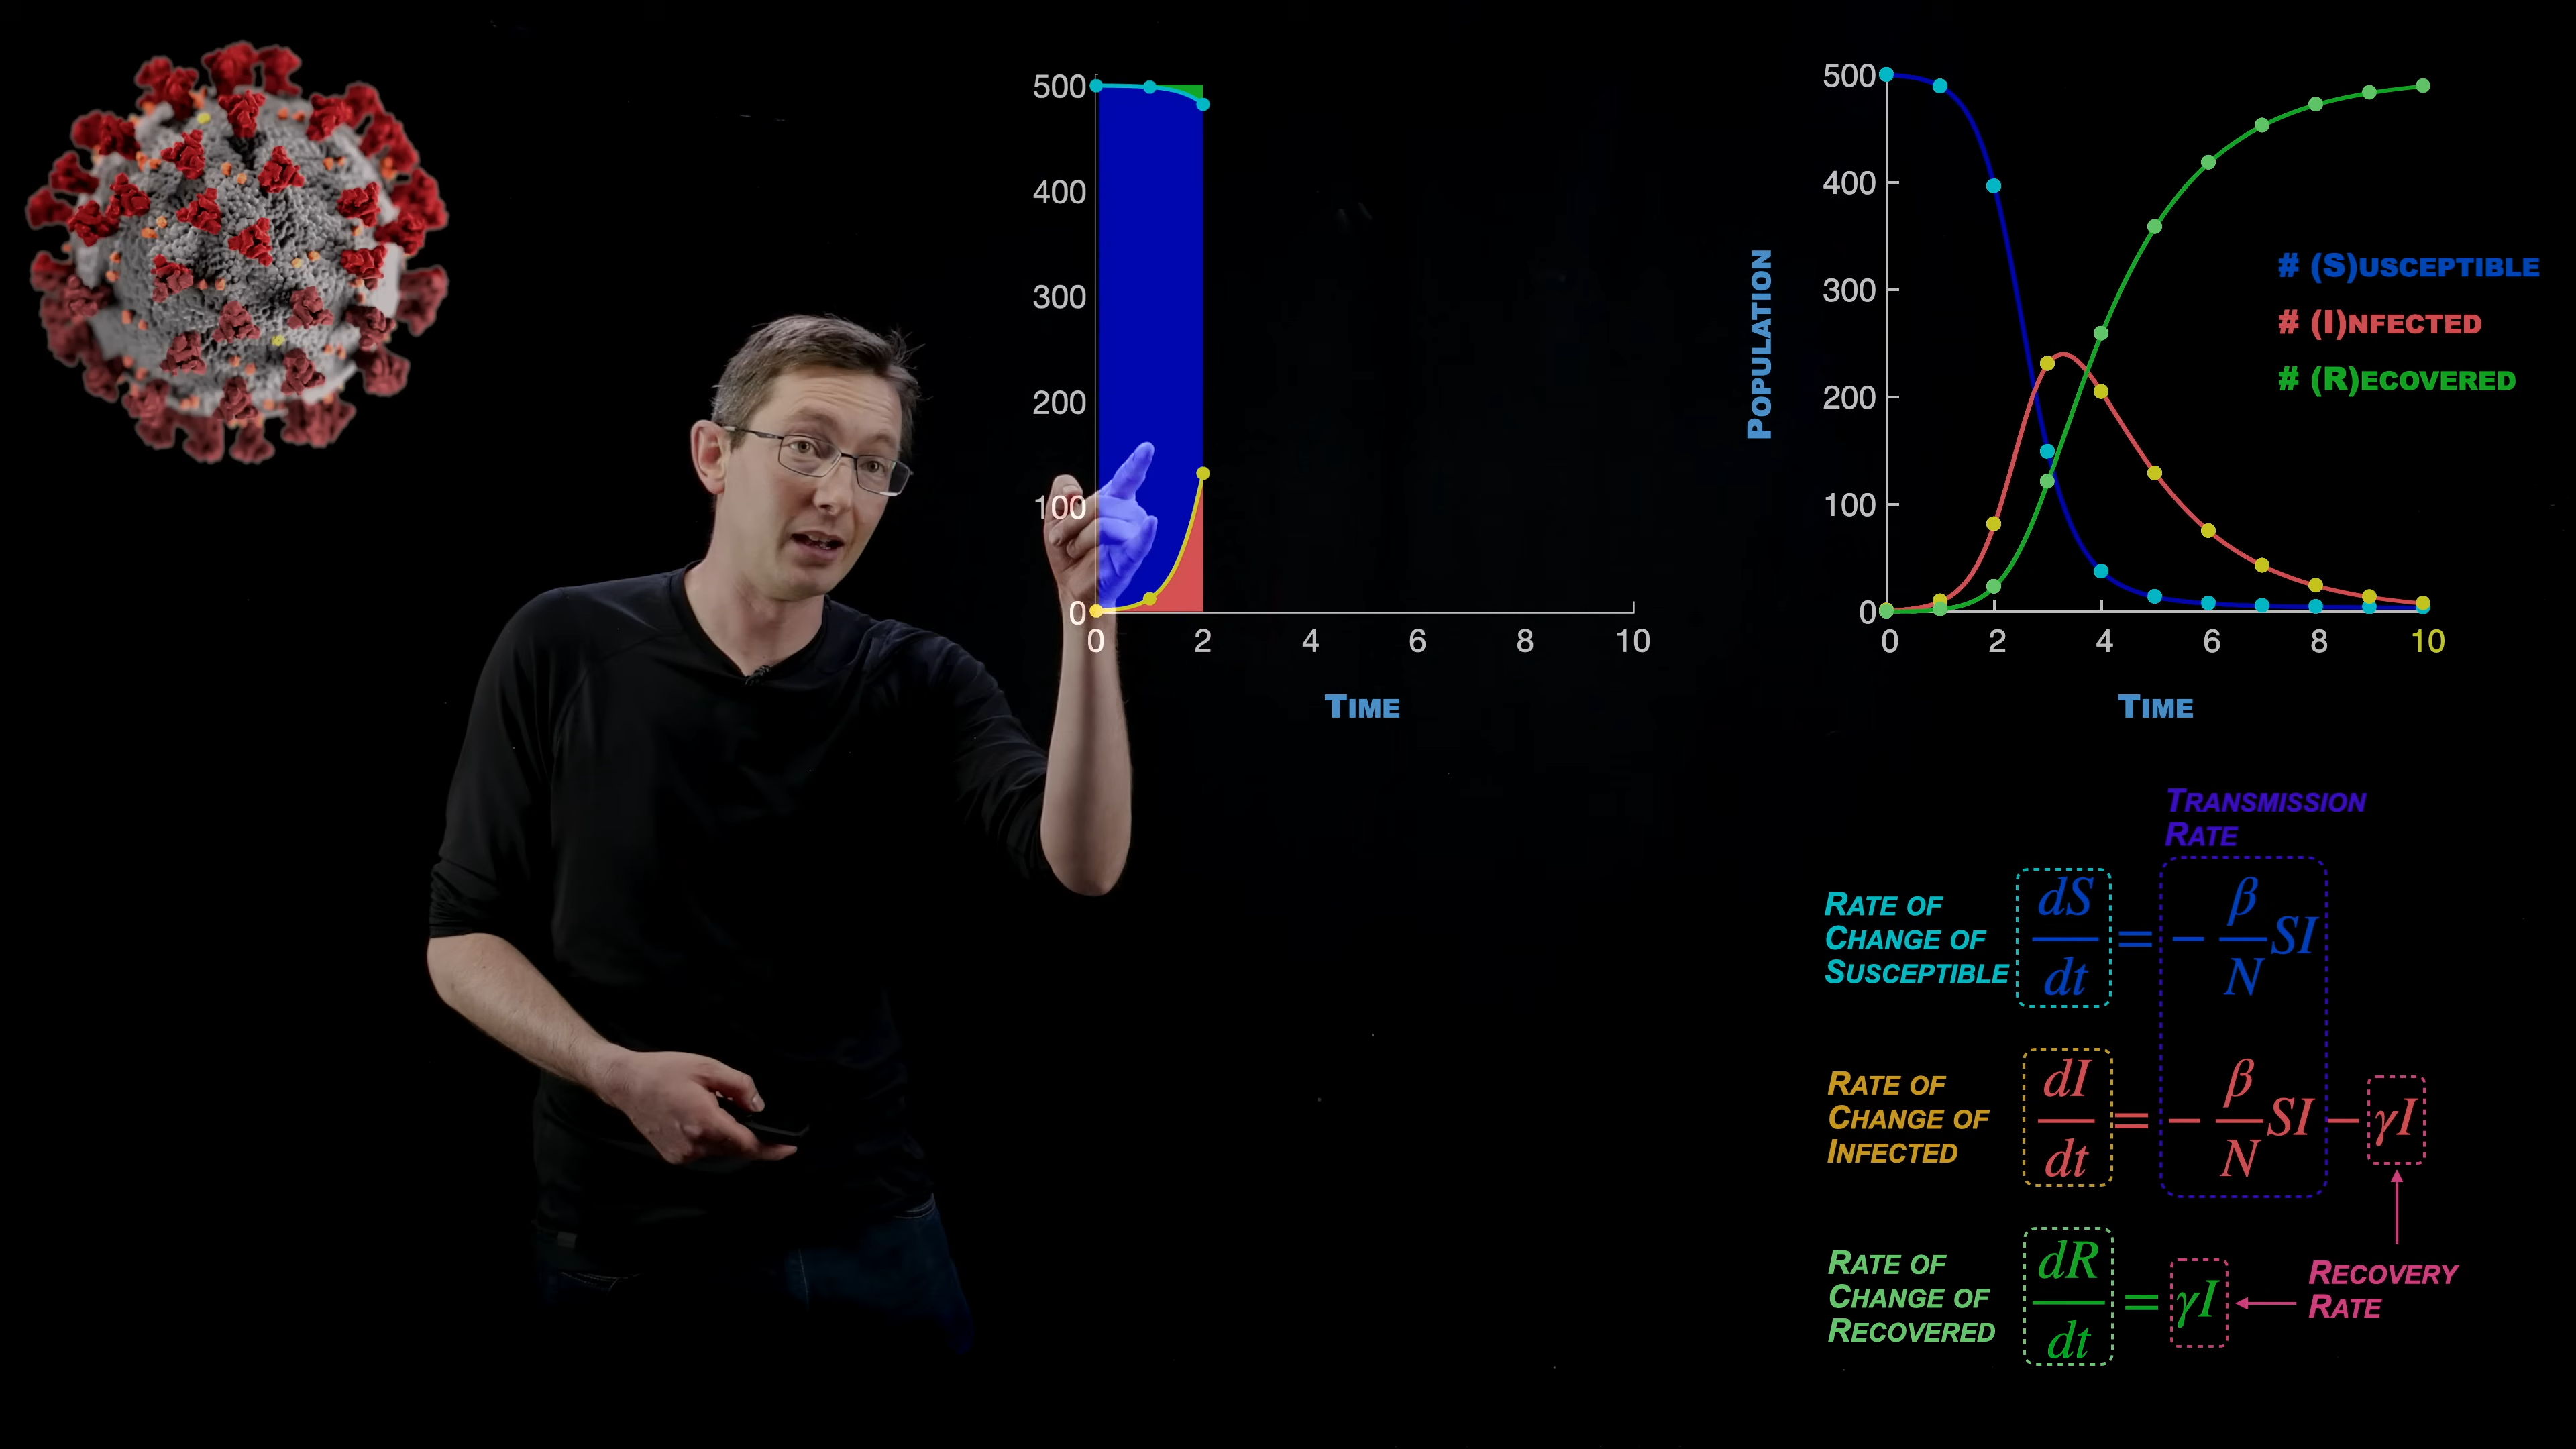 500
400
300
200
100
0
0 2 4 6 8 10
TIME
POPULATION
500
400
300
200
100
0
0 2 4 6 8 10
TIME
# (S)USCEPTIBLE
# (I)NFECTED
# (R)ECOVERED
TRANSMISSION
RATE
RATE OF
CHANGE OF
SUSCEPTIBLE
dS/dt = − β/N SI
RATE OF
CHANGE OF
INFECTED
dI/dt = − β/N SI − γI
RATE OF
CHANGE OF
RECOVERED
dR/dt = γI
RECOVERY
RATE